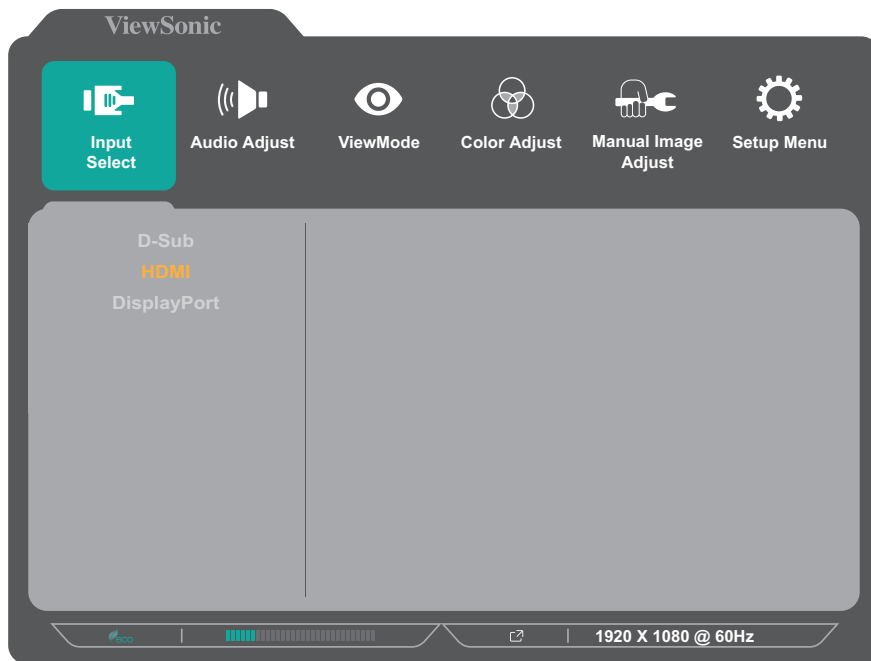 ViewSonic
Input
Select
Audio Adjust
ViewMode
Color Adjust
Manual Image
Adjust
Setup Menu
D-Sub
HDMI
DisplayPort
eco
1920 X 1080 @ 60Hz